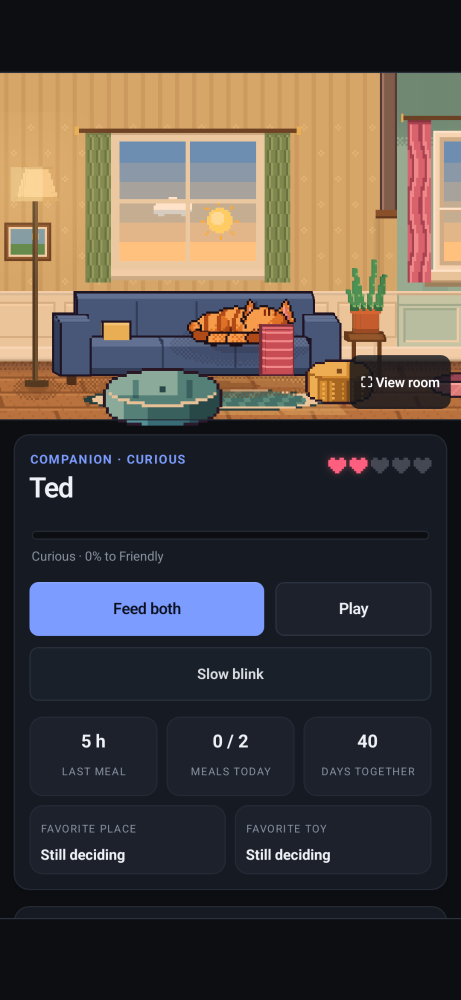 View room
COMPANION · CURIOUS
Ted
Curious · 0% to Friendly
Feed both
Play
Slow blink
5 h
LAST MEAL
0 / 2
MEALS TODAY
40
DAYS TOGETHER
FAVORITE PLACE
Still deciding
FAVORITE TOY
Still deciding